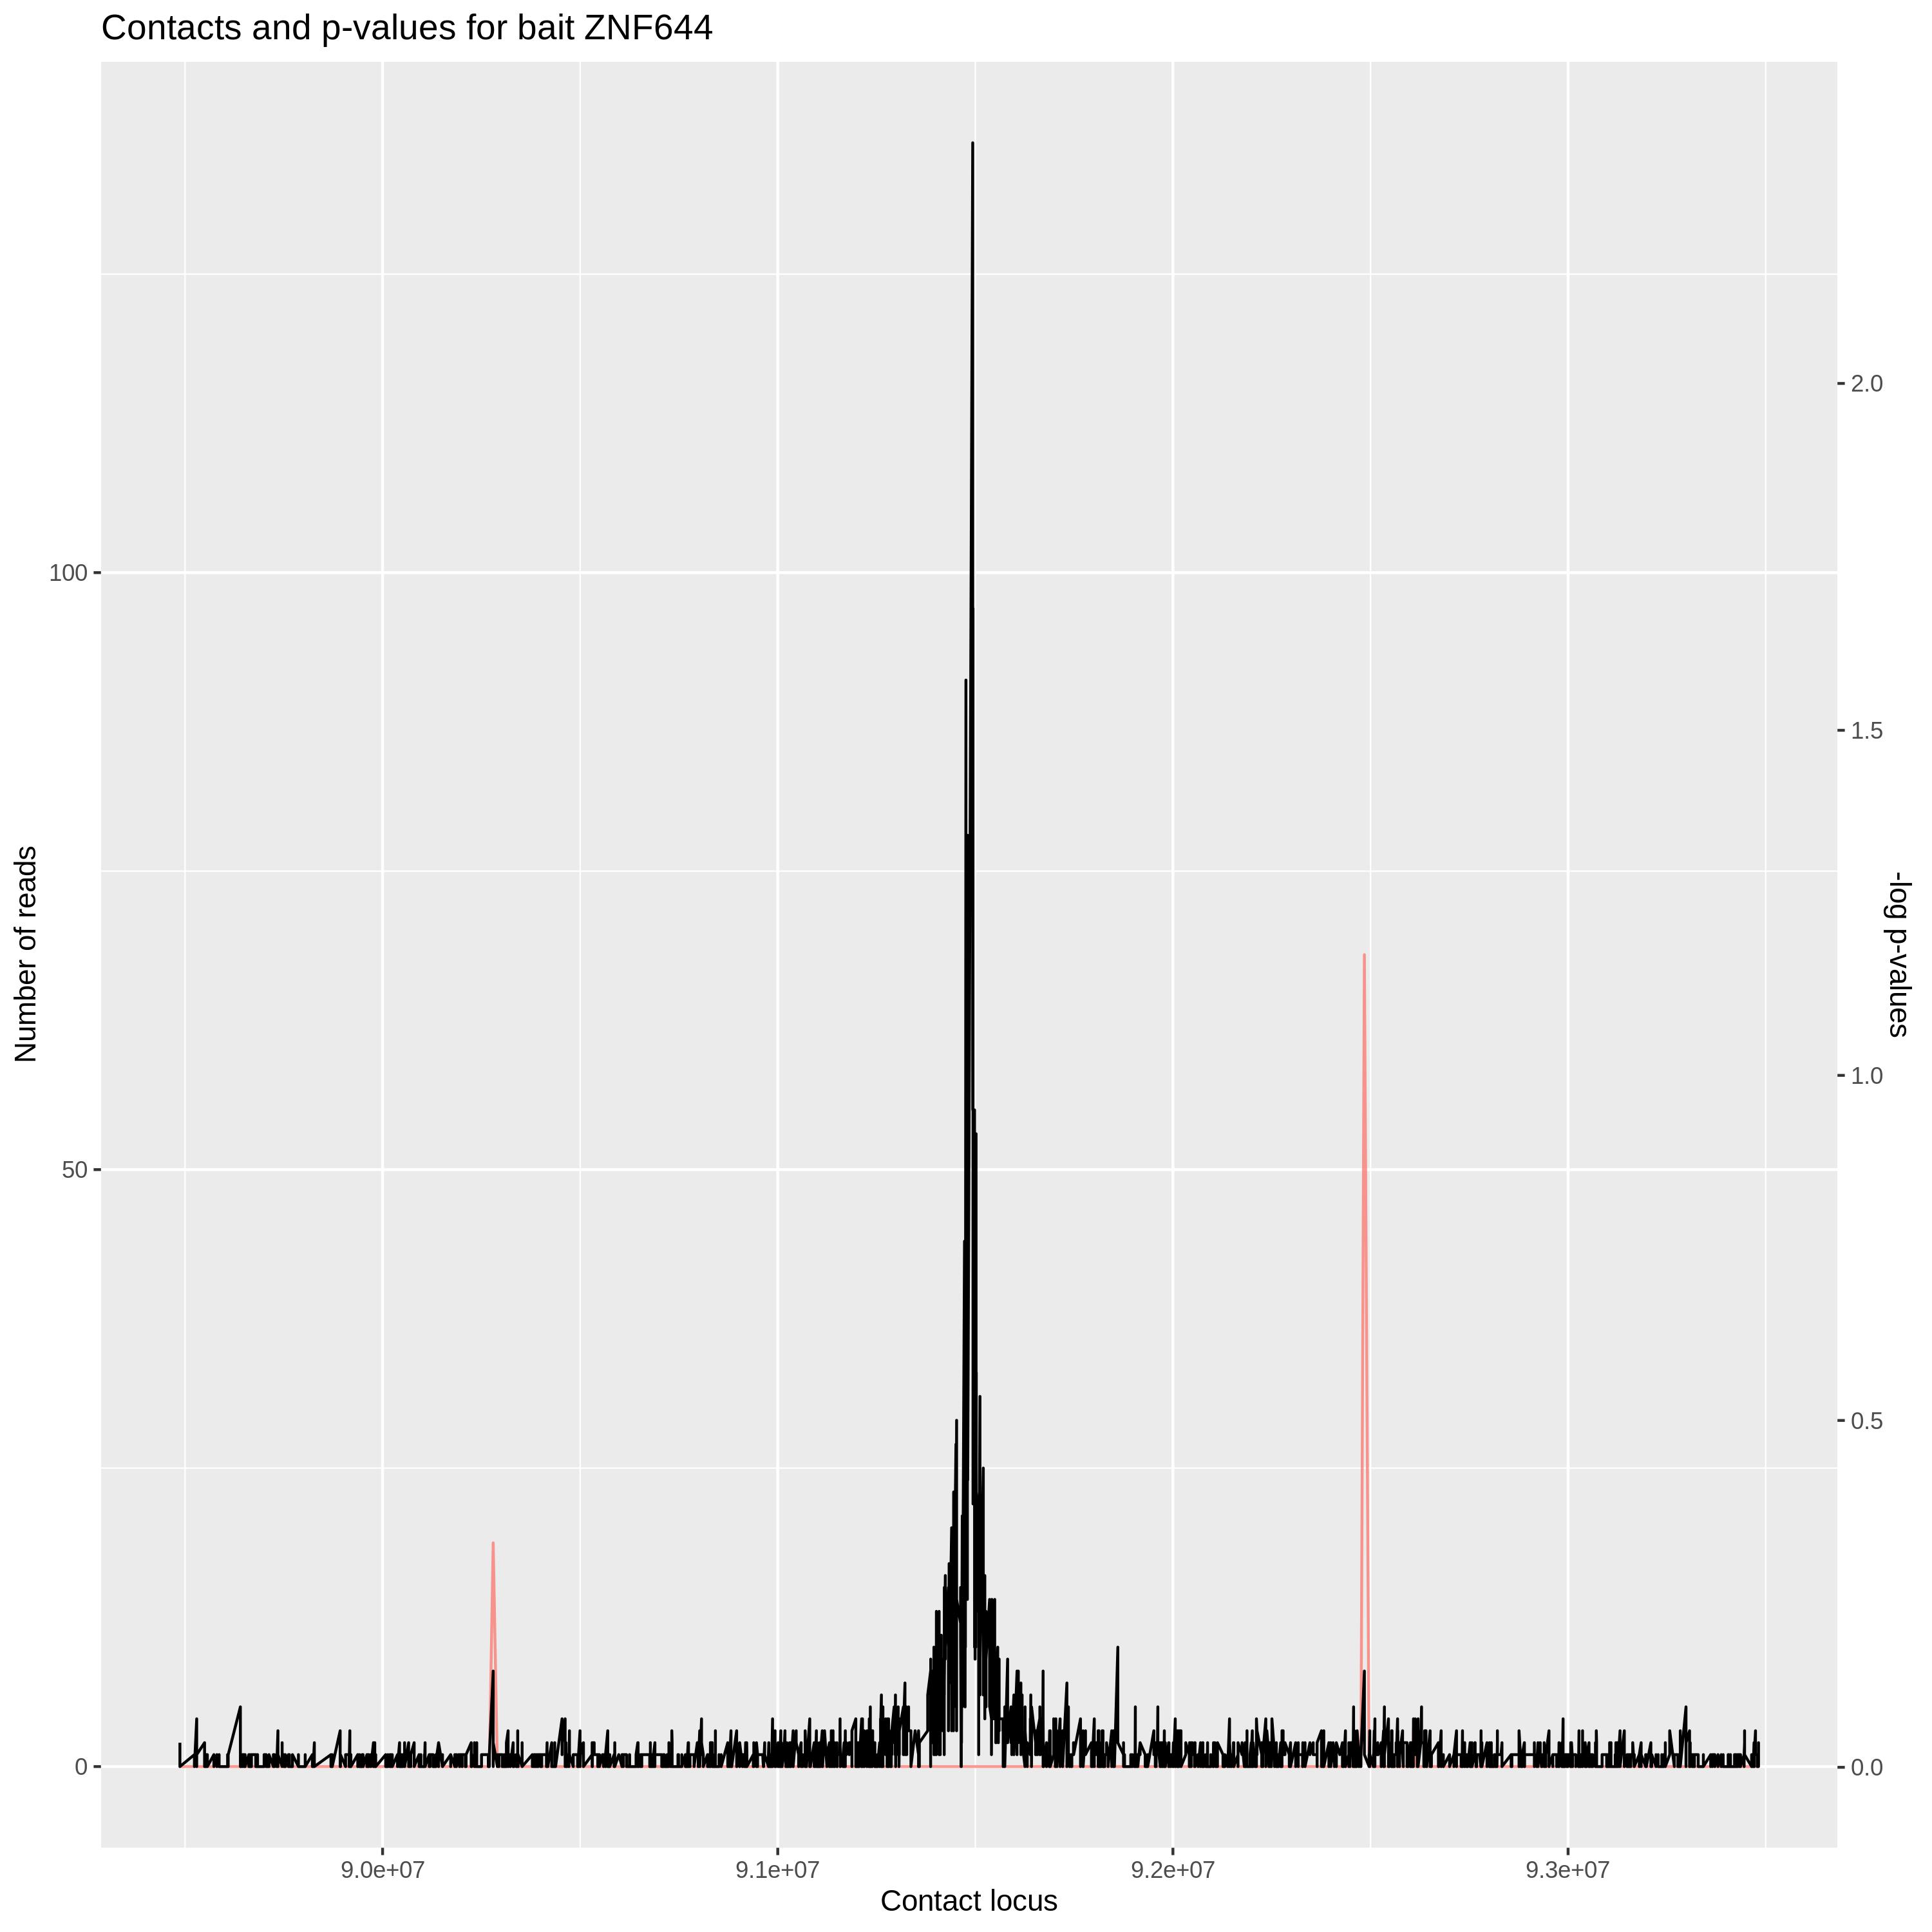 Contacts and p-values for bait ZNF644
Number of reads
100
50
0
2.0
1.5
1.0
0.5
0.0
-log p-values
9.0e+07
9.1e+07
9.2e+07
9.3e+07
Contact locus